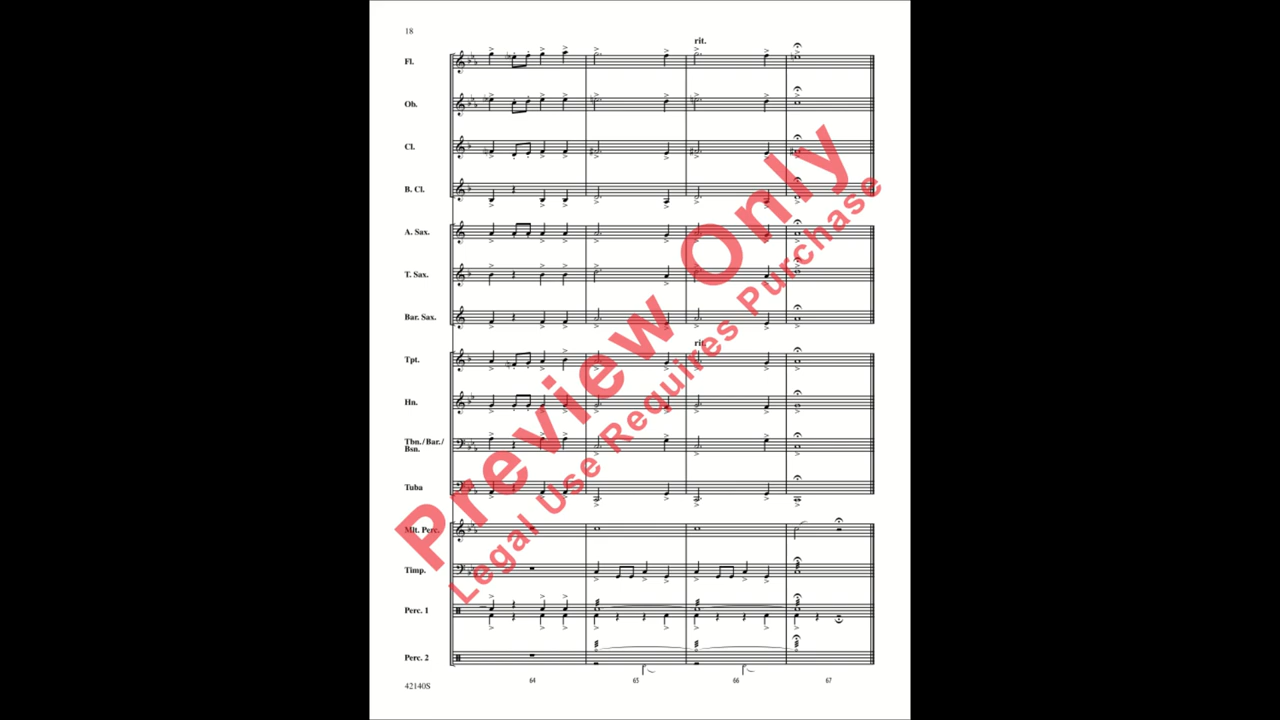 18
rit.
Fl.
Ob.
Cl.
B. Cl.
A. Sax.
T. Sax.
Bar. Sax.
rit.
Tpt.
Hn.
Tbn./Bar./
Bsn.
Tuba
Mlt. Perc.
Timp.
Perc. 1
Perc. 2
64 65 66 67
42140S
Preview Only
Legal Use Requires Purchase